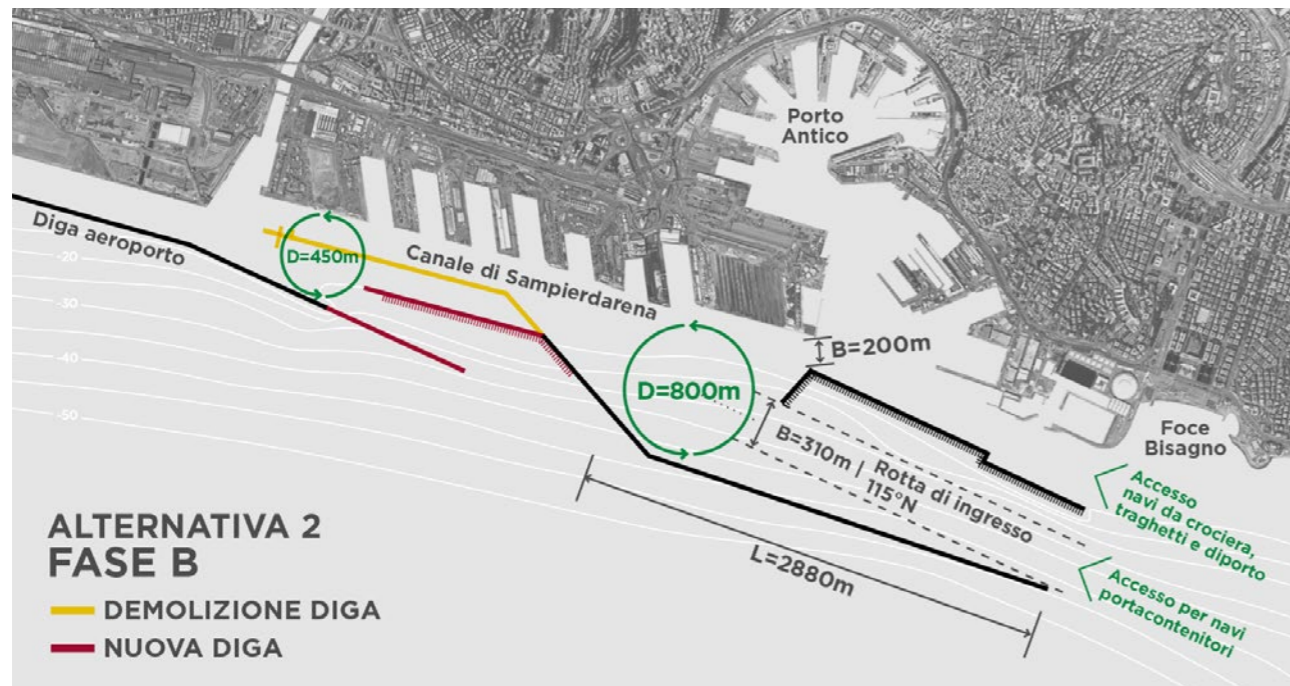 Porto
Antico
Diga aeroporto
D=450m
Canale di Sampierdarena
-20
-30
-40
-50
B=200m
D=800m
B=310m | Rotta di ingresso
115°N
Foce
Bisagno
Accesso
navi da crociera,
traghetti e diporto
Accesso per navi
portacontenitori
L=2880m
ALTERNATIVA 2
FASE B
DEMOLIZIONE DIGA
NUOVA DIGA